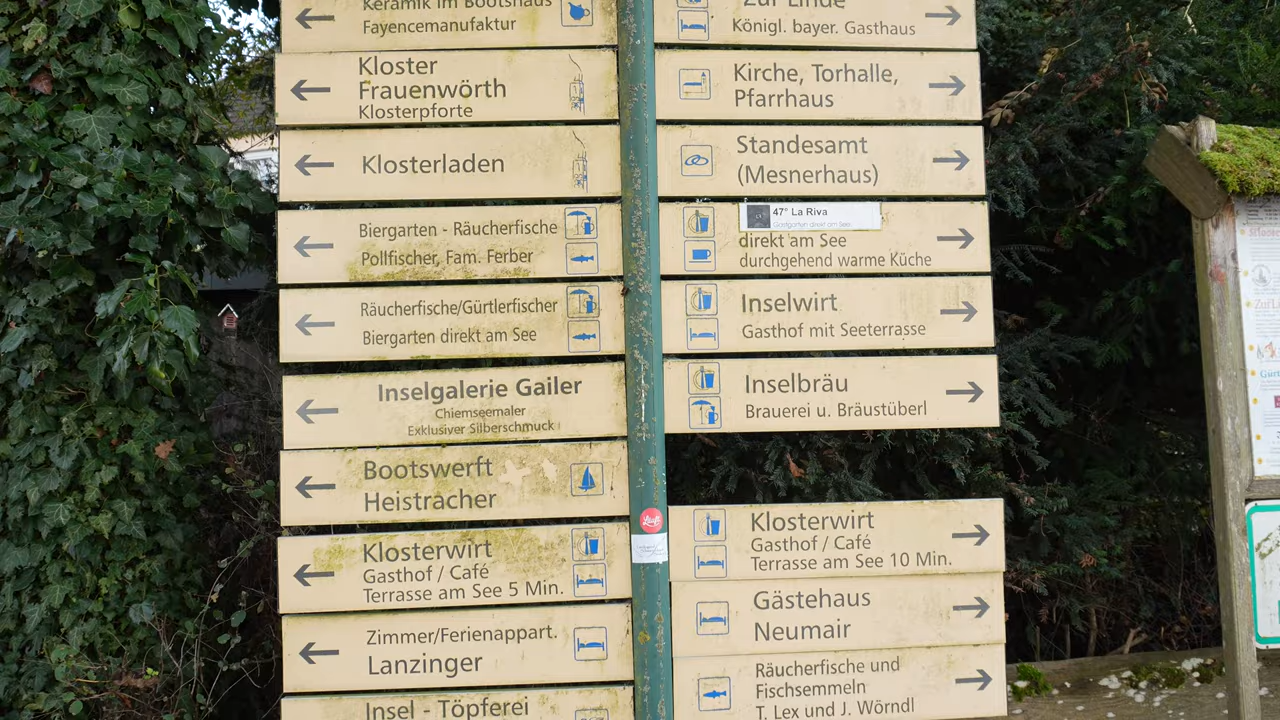 Keramik im Bootshaus
Fayencemanufaktur
Kloster
Frauenwörth
Klosterpforte
Klosterladen
Biergarten - Räucherfische
Pollfischer, Fam. Ferber
Räucherfische/Gürtlerfischer
Biergarten direkt am See
Inselgalerie Gailer
Chiemseemaler
Exklusiver Silberschmuck
Bootswerft
Heistracher
Klosterwirt
Gasthof / Café
Terrasse am See 5 Min.
Zimmer/Ferienappart.
Lanzinger
Insel - Töpferei
Zur Linde
Königl. bayer. Gasthaus
Kirche, Torhalle,
Pfarrhaus
Standesamt
(Mesnerhaus)
47° La Riva
Gastgarten direkt am See
direkt am See
durchgehend warme Küche
Inselwirt
Gasthof mit Seeterrasse
Inselbräu
Brauerei u. Bräustüberl
Klosterwirt
Gasthof / Café
Terrasse am See 10 Min.
Gästehaus
Neumair
Räucherfische und
Fischsemmeln
T. Lex und J. Wörndl